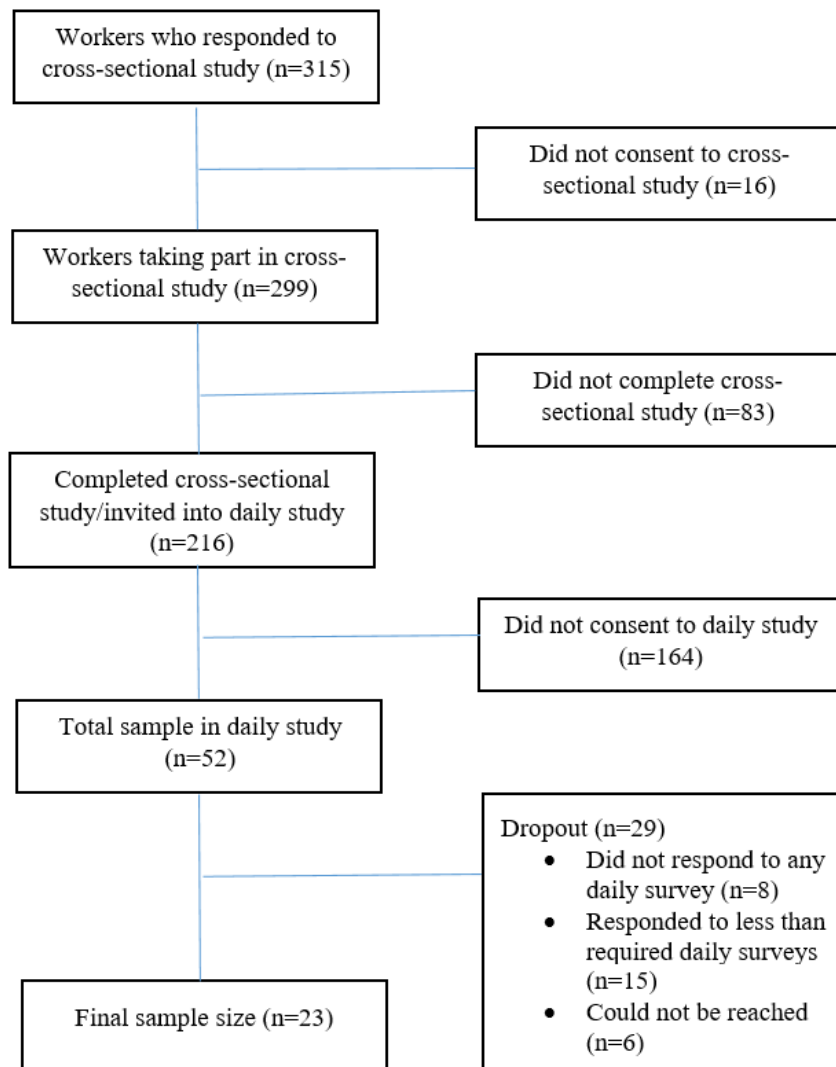 Workers who responded to
cross-sectional study (n=315)
Did not consent to cross-
sectional study (n=16)
Workers taking part in cross-
sectional study (n=299)
Did not complete cross-
sectional study (n=83)
Completed cross-sectional
study/invited into daily study
(n=216)
Did not consent to daily study
(n=164)
Total sample in daily study
(n=52)
Dropout (n=29)
• Did not respond to any
daily survey (n=8)
• Responded to less than
required daily surveys
(n=15)
• Could not be reached
(n=6)
Final sample size (n=23)